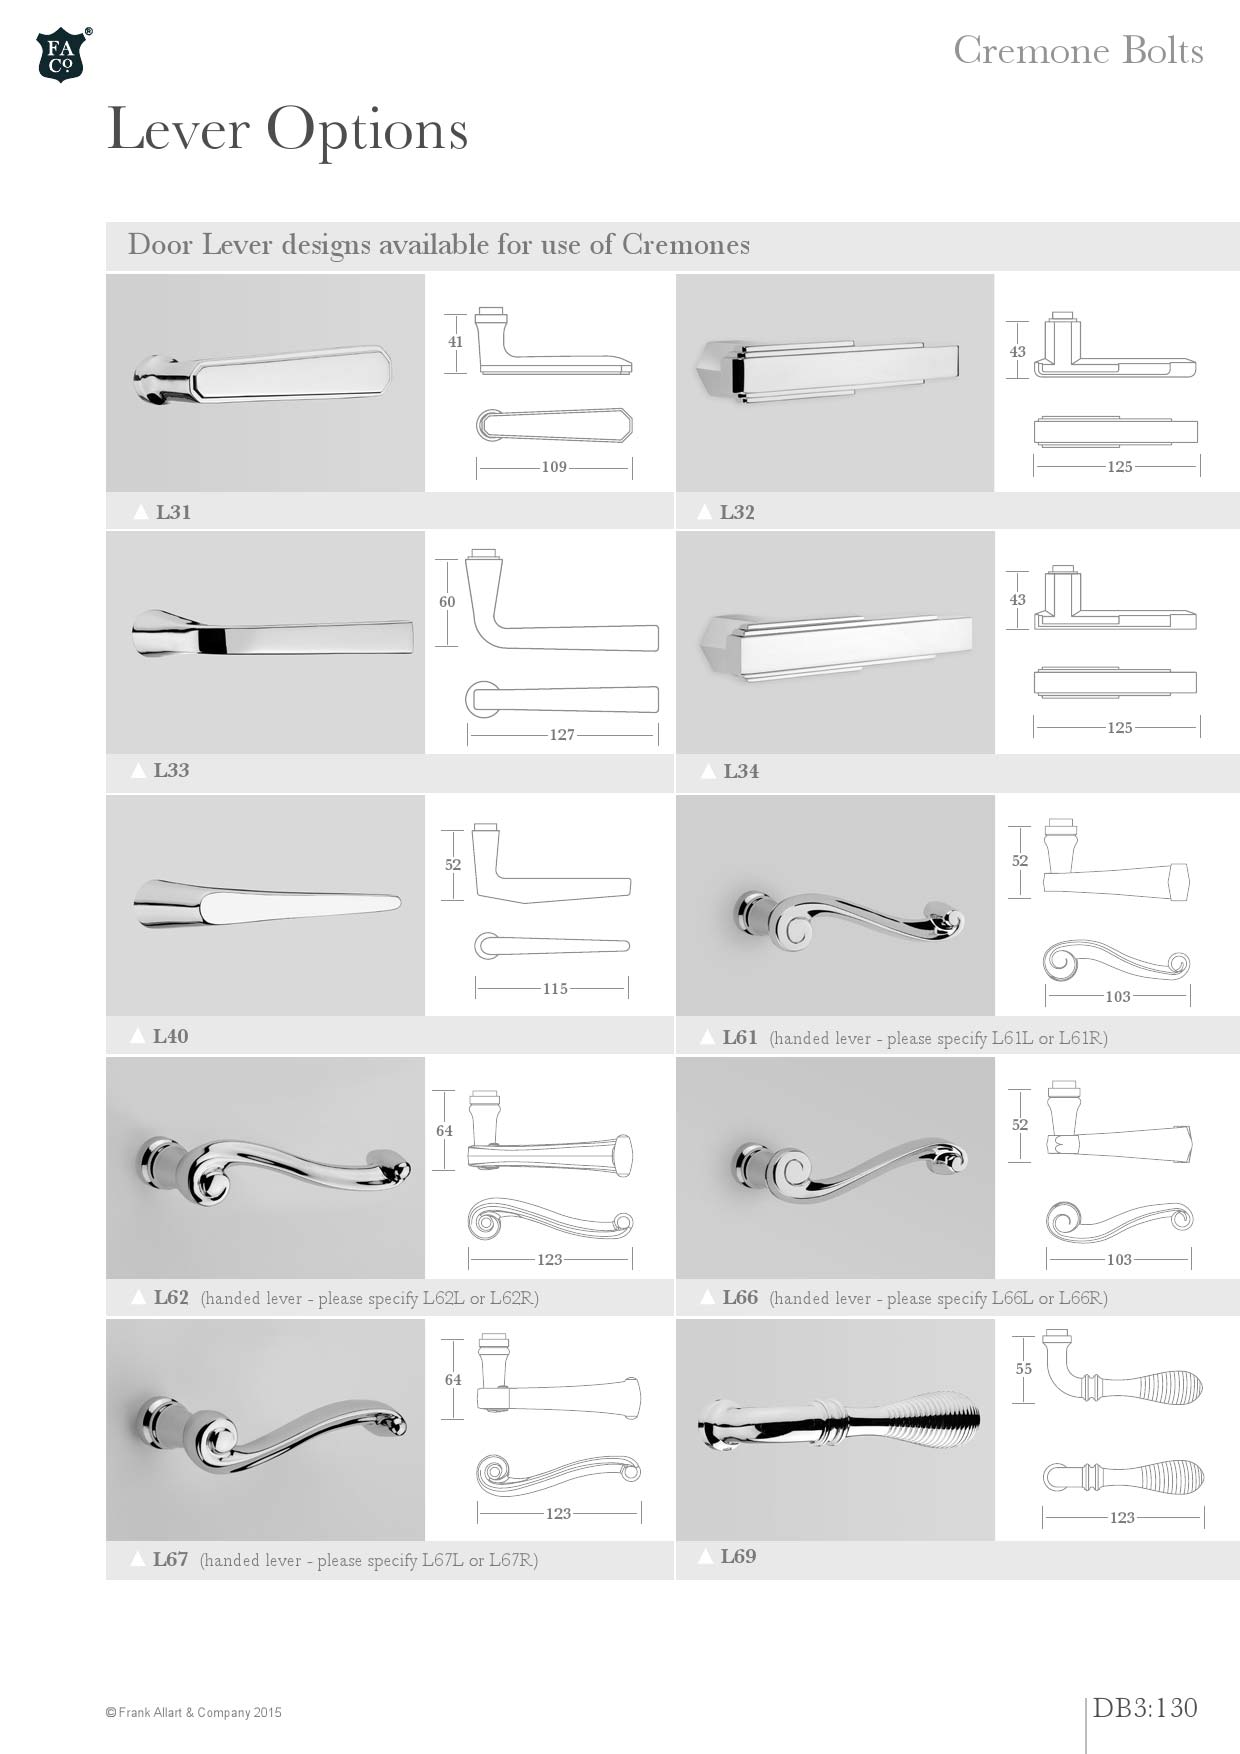 FA
Co.
®
Cremone Bolts
Lever Options
Door Lever designs available for use of Cremones
41
109
L31
43
125
L32
60
127
L33
43
125
L34
52
115
L40
52
103
L61 (handed lever - please specify L61L or L61R)
64
123
L62 (handed lever - please specify L62L or L62R)
52
103
L66 (handed lever - please specify L66L or L66R)
64
123
L67 (handed lever - please specify L67L or L67R)
55
123
L69
© Frank Allart & Company 2015
DB3:130